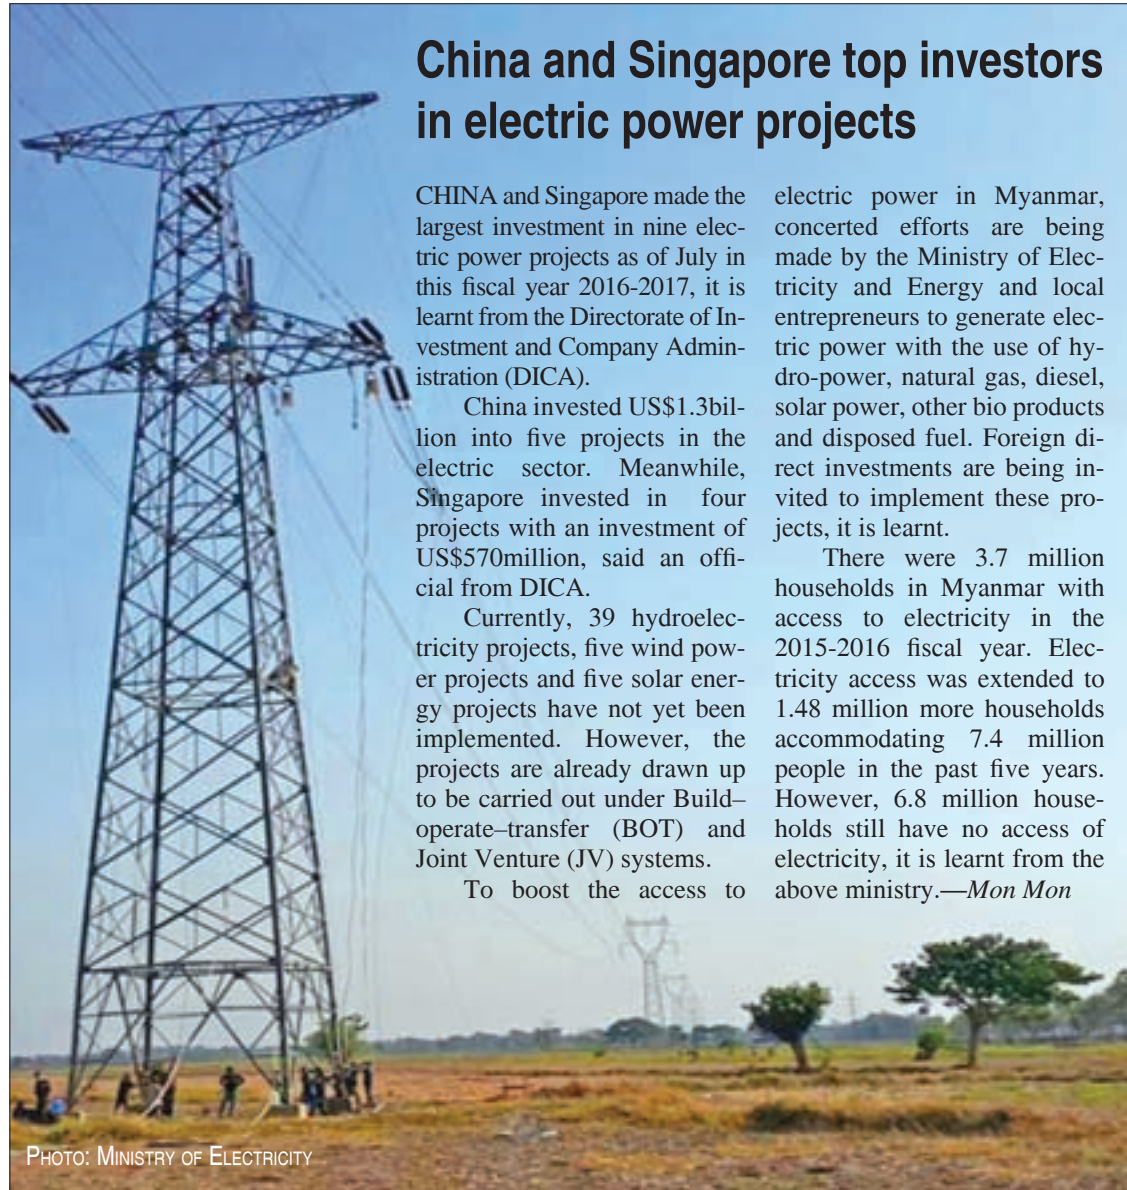 China and Singapore top investors
in electric power projects
CHINA and Singapore made the
largest investment in nine elec-
tric power projects as of July in
this fiscal year 2016-2017, it is
learnt from the Directorate of In-
vestment and Company Admin-
istration (DICA).
China invested US$1.3bil-
lion into five projects in the
electric sector. Meanwhile,
Singapore invested in four
projects with an investment of
US$570million, said an offi-
cial from DICA.
Currently, 39 hydroelec-
tricity projects, five wind pow-
er projects and five solar ener-
gy projects have not yet been
implemented. However, the
projects are already drawn up
to be carried out under Build–
operate–transfer (BOT) and
Joint Venture (JV) systems.
To boost the access to
electric power in Myanmar,
concerted efforts are being
made by the Ministry of Elec-
tricity and Energy and local
entrepreneurs to generate elec-
tric power with the use of hy-
dro-power, natural gas, diesel,
solar power, other bio products
and disposed fuel. Foreign di-
rect investments are being in-
vited to implement these pro-
jects, it is learnt.
There were 3.7 million
households in Myanmar with
access to electricity in the
2015-2016 fiscal year. Elec-
tricity access was extended to
1.48 million more households
accommodating 7.4 million
people in the past five years.
However, 6.8 million house-
holds still have no access of
electricity, it is learnt from the
above ministry.—Mon Mon
PHOTO: MINISTRY OF ELECTRICITY